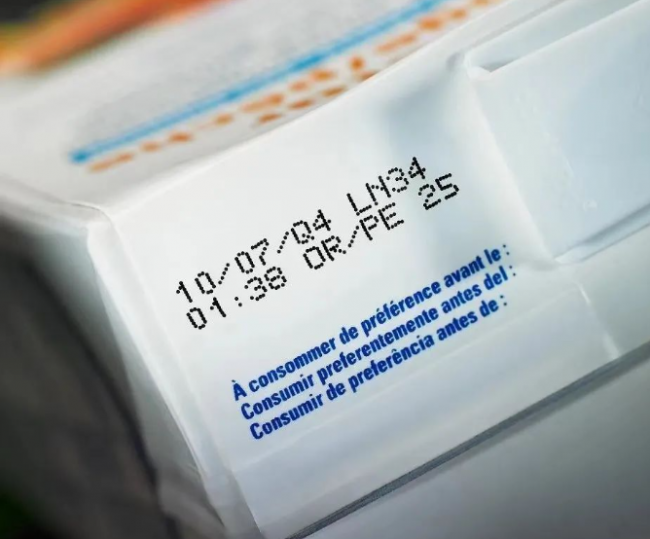 10/07/Q4 LN34
01:38 OR/PE 25
À consommer de préférence avant le :
Consumir preferentemente antes del :
Consumir de preferência antes de :